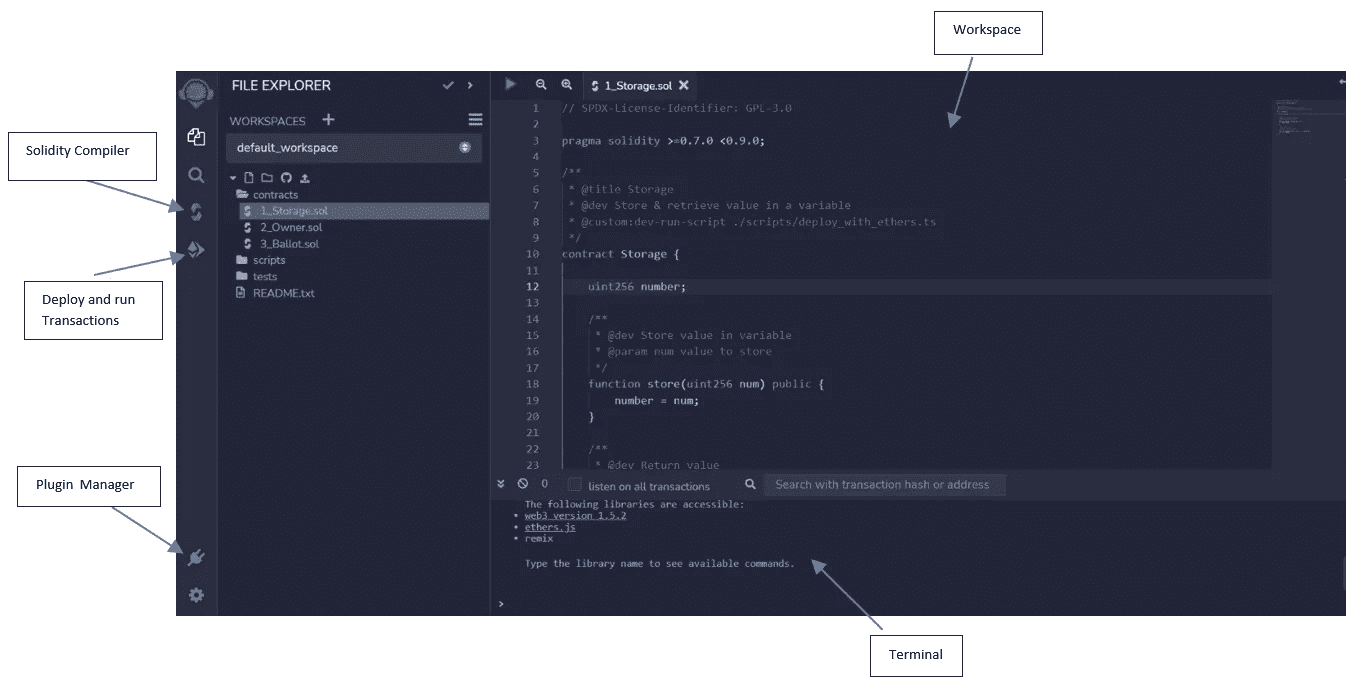 Workspace
Solidity Compiler
Deploy and run
Transactions
Plugin Manager
FILE EXPLORER
WORKSPACES
default_workspace
contracts
1_Storage.sol
2_Owner.sol
3_Ballot.sol
scripts
tests
README.txt
1_Storage.sol
1 // SPDX-License-Identifier: GPL-3.0
2
3 pragma solidity >=0.7.0 <0.9.0;
4
5 /**
6 * @title Storage
7 * @dev Store & retrieve value in a variable
8 * @custom:dev-run-script ./scripts/deploy_with_ethers.ts
9 */
10 contract Storage {
11
12 uint256 number;
13
14 /**
15 * @dev Store value in variable
16 * @param num value to store
17 */
18 function store(uint256 num) public {
19 number = num;
20 }
21
22 /**
23 * @dev Return value
0 listen on all transactions Search with transaction hash or address
The following libraries are accessible:
• web3 version 1.5.2
• ethers.js
• remix
Type the library name to see available commands.
>
Terminal